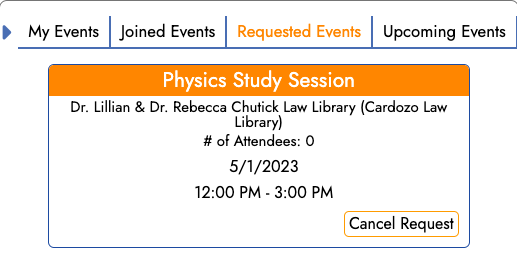 My Events Joined Events Requested Events Upcoming Events
Physics Study Session
Dr. Lillian & Dr. Rebecca Chutick Law Library (Cardozo Law
Library)
# of Attendees: 0
5/1/2023
12:00 PM - 3:00 PM
Cancel Request